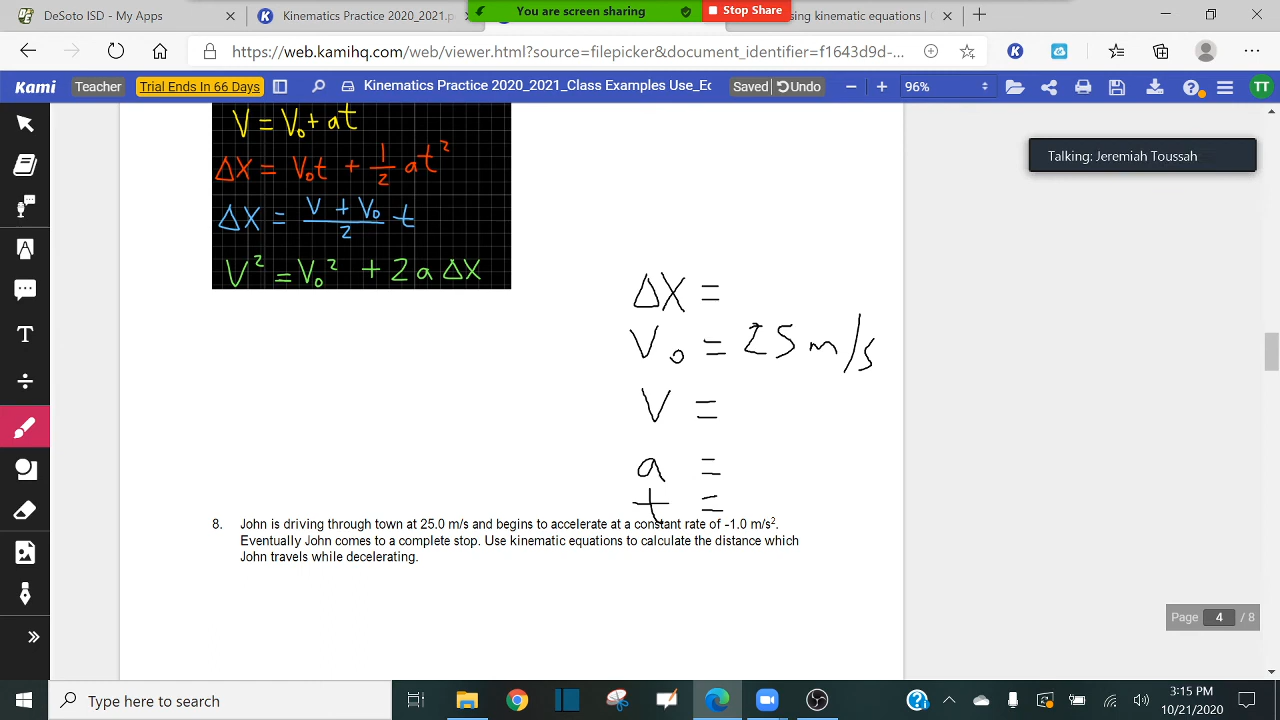 DeSoto ISD - My Apps
Kinematics Practice 2020_2021.p
You are screen sharing
Stop Share
sing kinematic equations | C
https://web.kamihq.com/web/viewer.html?source=filepicker&document_identifier=f1643d9d-...
Kami
Teacher
Trial Ends In 66 Days
Kinematics Practice 2020_2021_Class Examples Use_Ec
Saved
Undo
96%
TT
Talking: Jeremiah Toussah
V = V₀ + at
ΔX = V₀t + 1/2 at²
ΔX = V + V₀ / 2 t
V² = V₀² + 2 a ΔX
ΔX =
V₀ = 25 m/s
V =
a =
t =
8. John is driving through town at 25.0 m/s and begins to accelerate at a constant rate of -1.0 m/s².
Eventually John comes to a complete stop. Use kinematic equations to calculate the distance which
John travels while decelerating.
Page 4 / 8
Type here to search
3:15 PM
10/21/2020